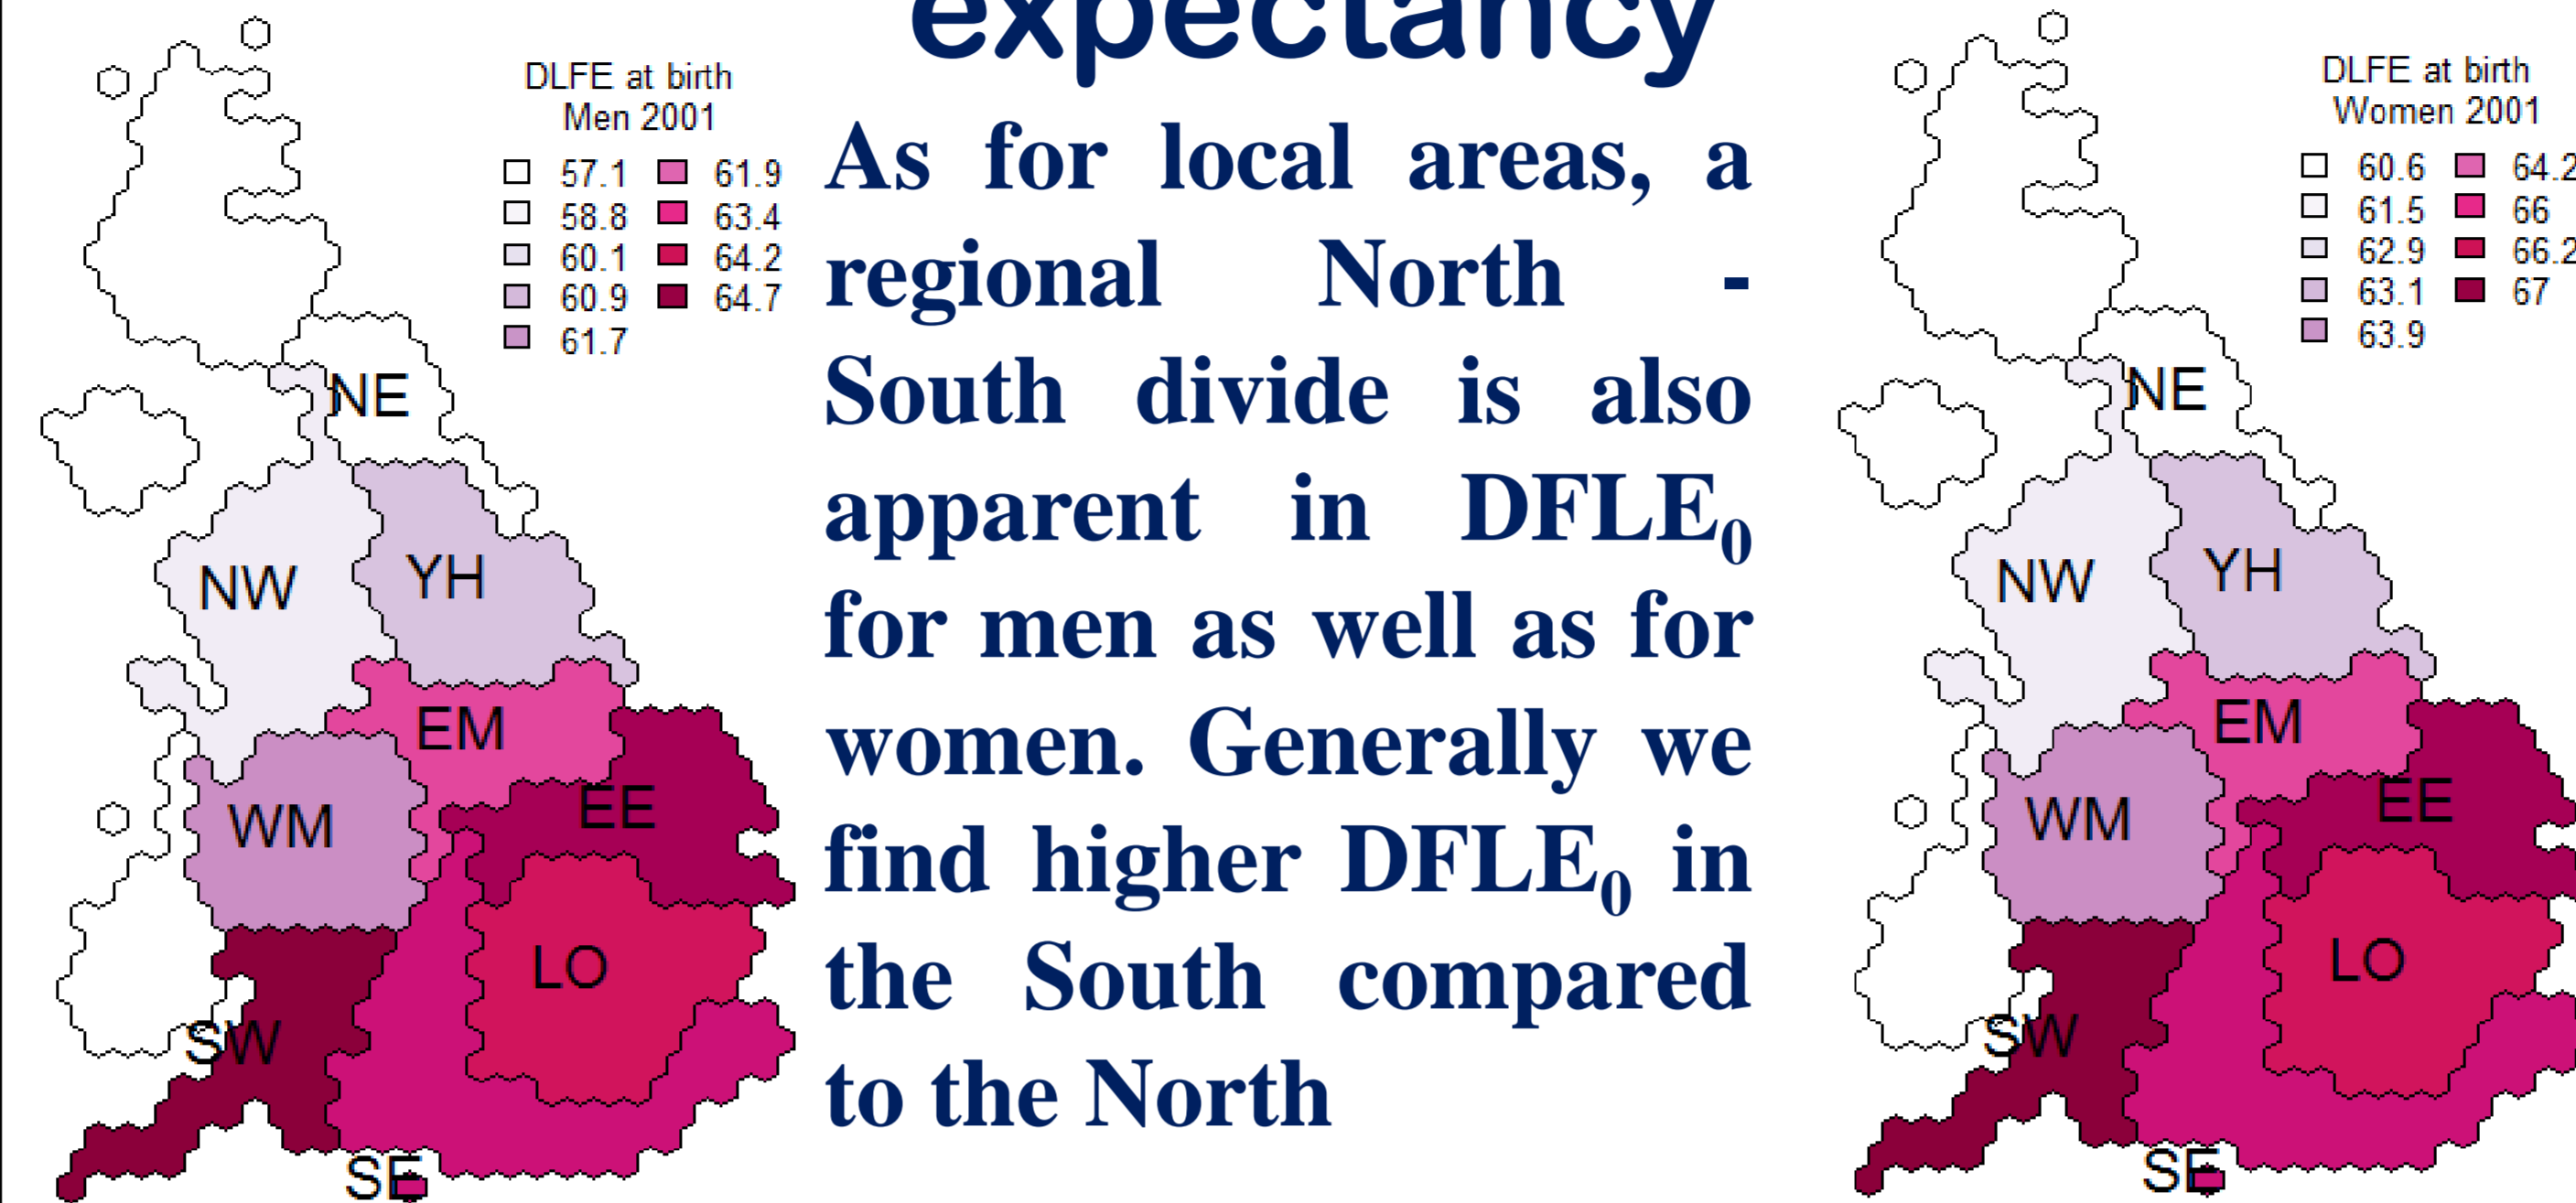 expectancy
DLFE at birth
Men 2001
57.1 61.9
58.8 63.4
60.1 64.2
60.9 64.7
61.7
NE
NW
YH
EM
EE
WM
LO
SW
SE
As for local areas, a
regional North -
South divide is also
apparent in DFLE₀
for men as well as for
women. Generally we
find higher DFLE₀ in
the South compared
to the North
DLFE at birth
Women 2001
60.6 64.2
61.5 66
62.9 66.2
63.1 67
63.9
NE
NW
YH
EM
EE
WM
LO
SW
SE